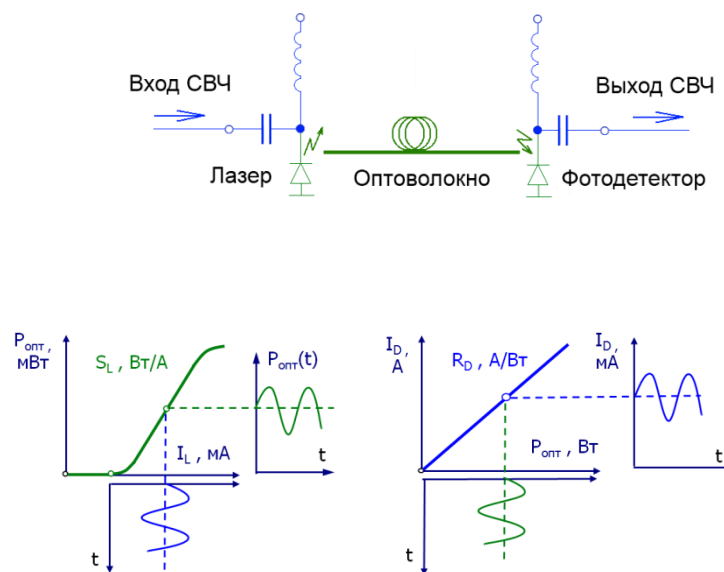 Вход СВЧ
Выход СВЧ
Лазер
Оптоволокно
Фотодетектор
Pопт,
мВт
SL , Вт/А
Pопт(t)
IL , мА
t
t
ID,
А
RD , А/Вт
ID,
мА
Pопт , Вт
t
t